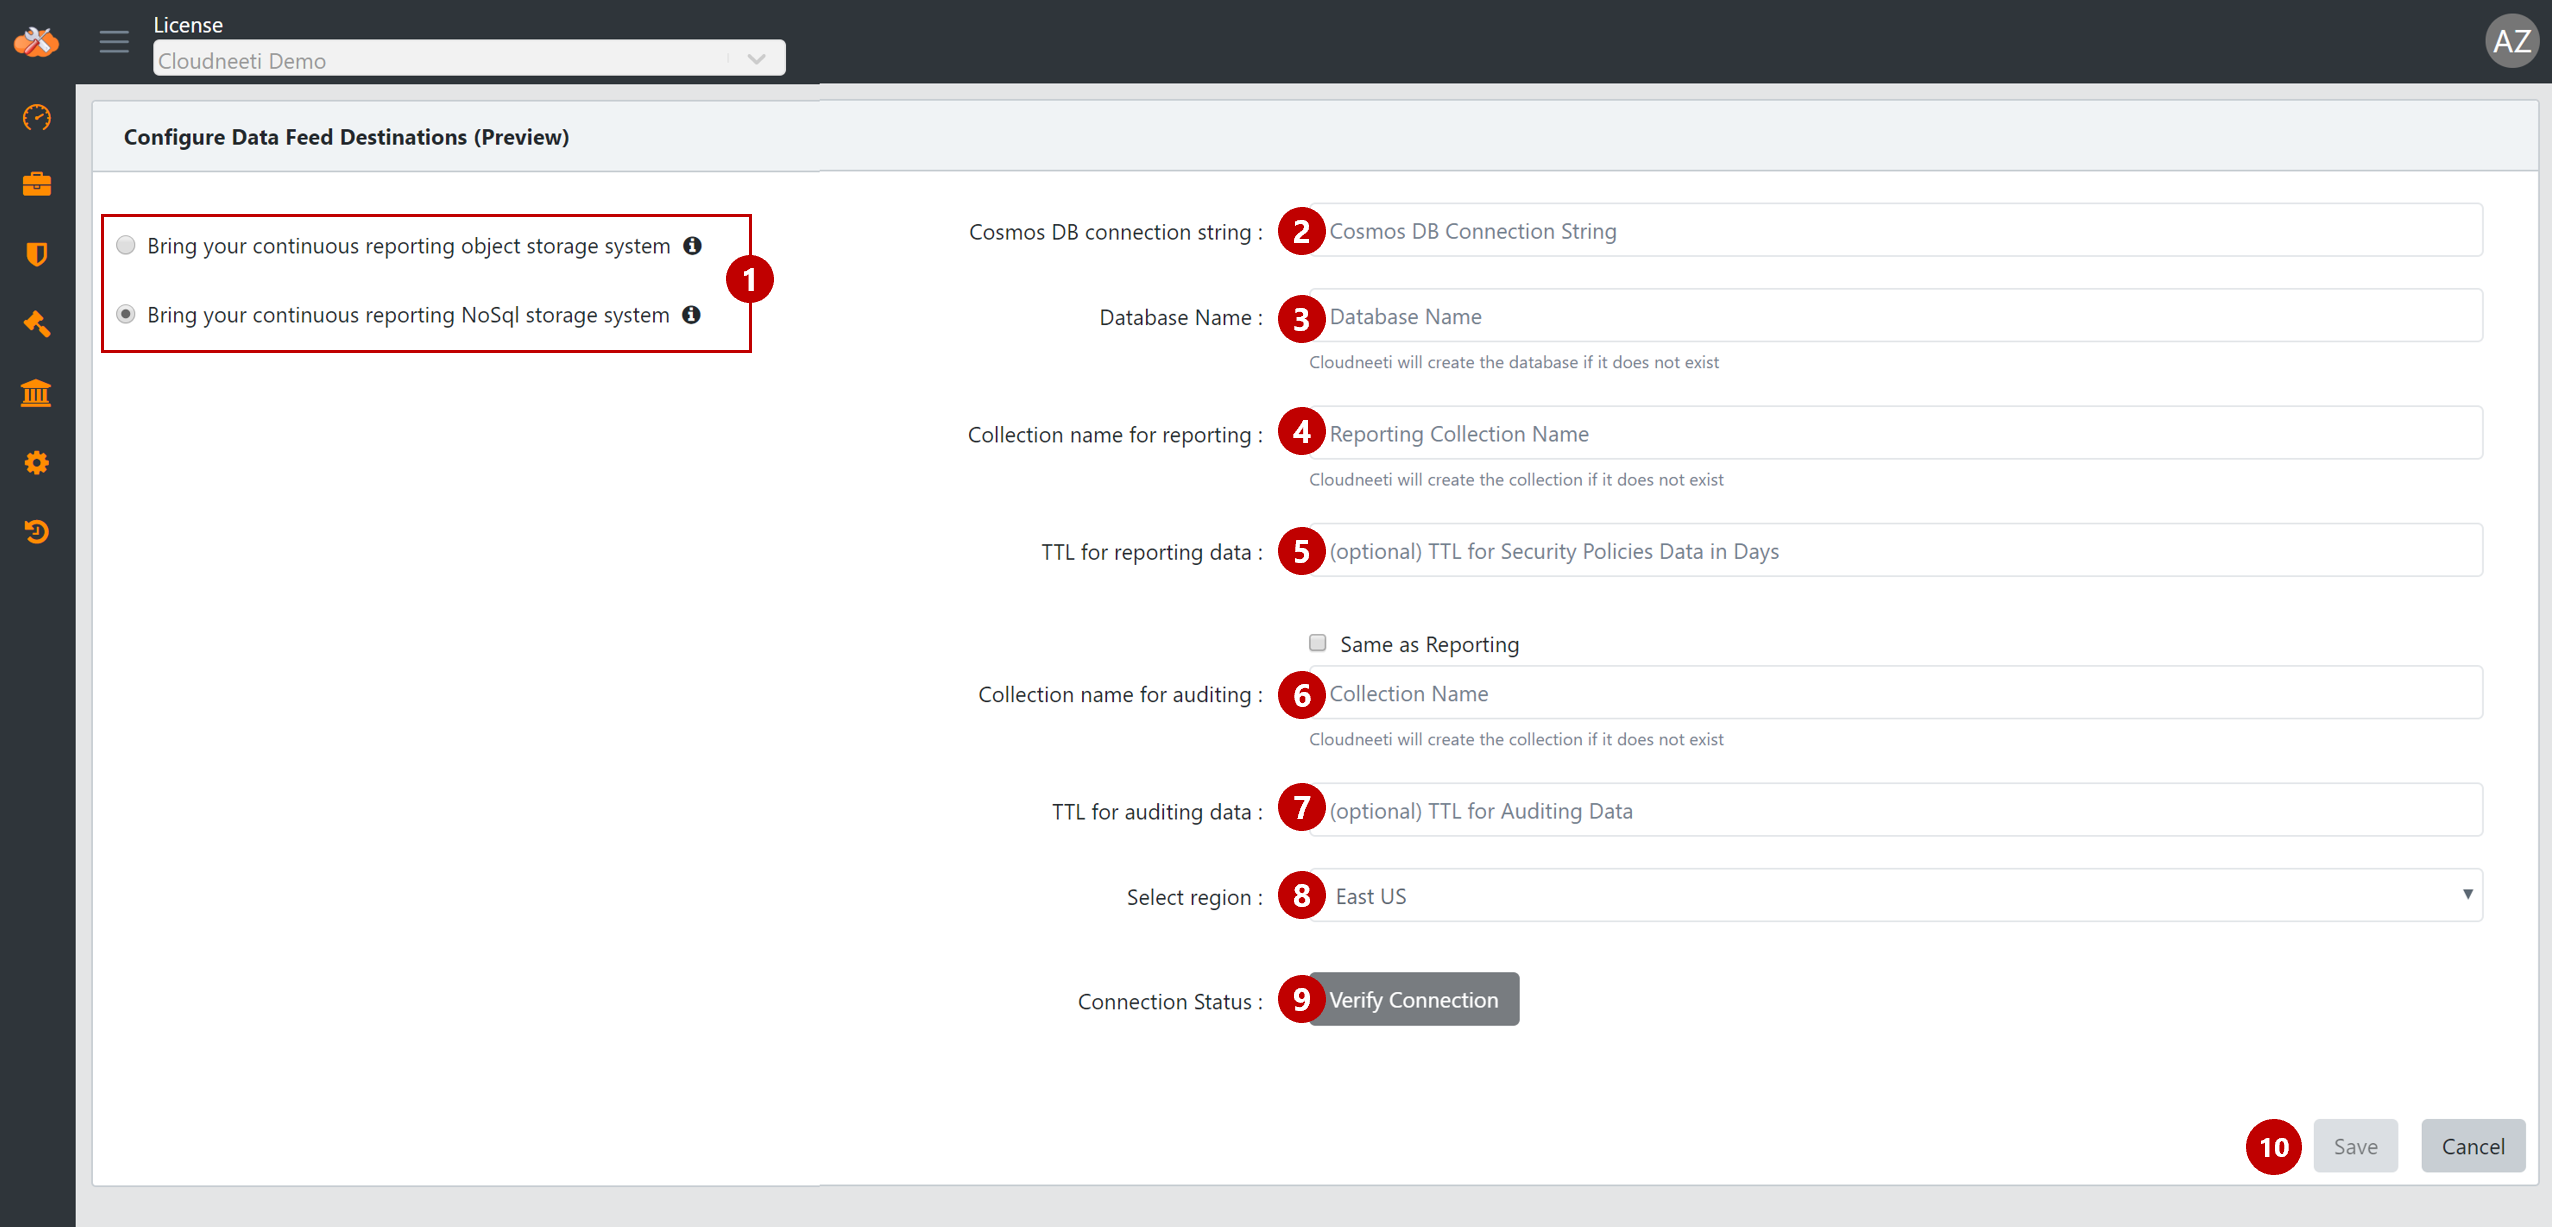 License
Cloudneeti Demo
AZ
Configure Data Feed Destinations (Preview)
Bring your continuous reporting object storage system
1
Bring your continuous reporting NoSql storage system
Cosmos DB connection string : 2 Cosmos DB Connection String
Database Name : 3 Database Name
Cloudneeti will create the database if it does not exist
Collection name for reporting : 4 Reporting Collection Name
Cloudneeti will create the collection if it does not exist
TTL for reporting data : 5 (optional) TTL for Security Policies Data in Days
Same as Reporting
Collection name for auditing : 6 Collection Name
Cloudneeti will create the collection if it does not exist
TTL for auditing data : 7 (optional) TTL for Auditing Data
Select region : 8 East US
Connection Status : 9 Verify Connection
10 Save Cancel